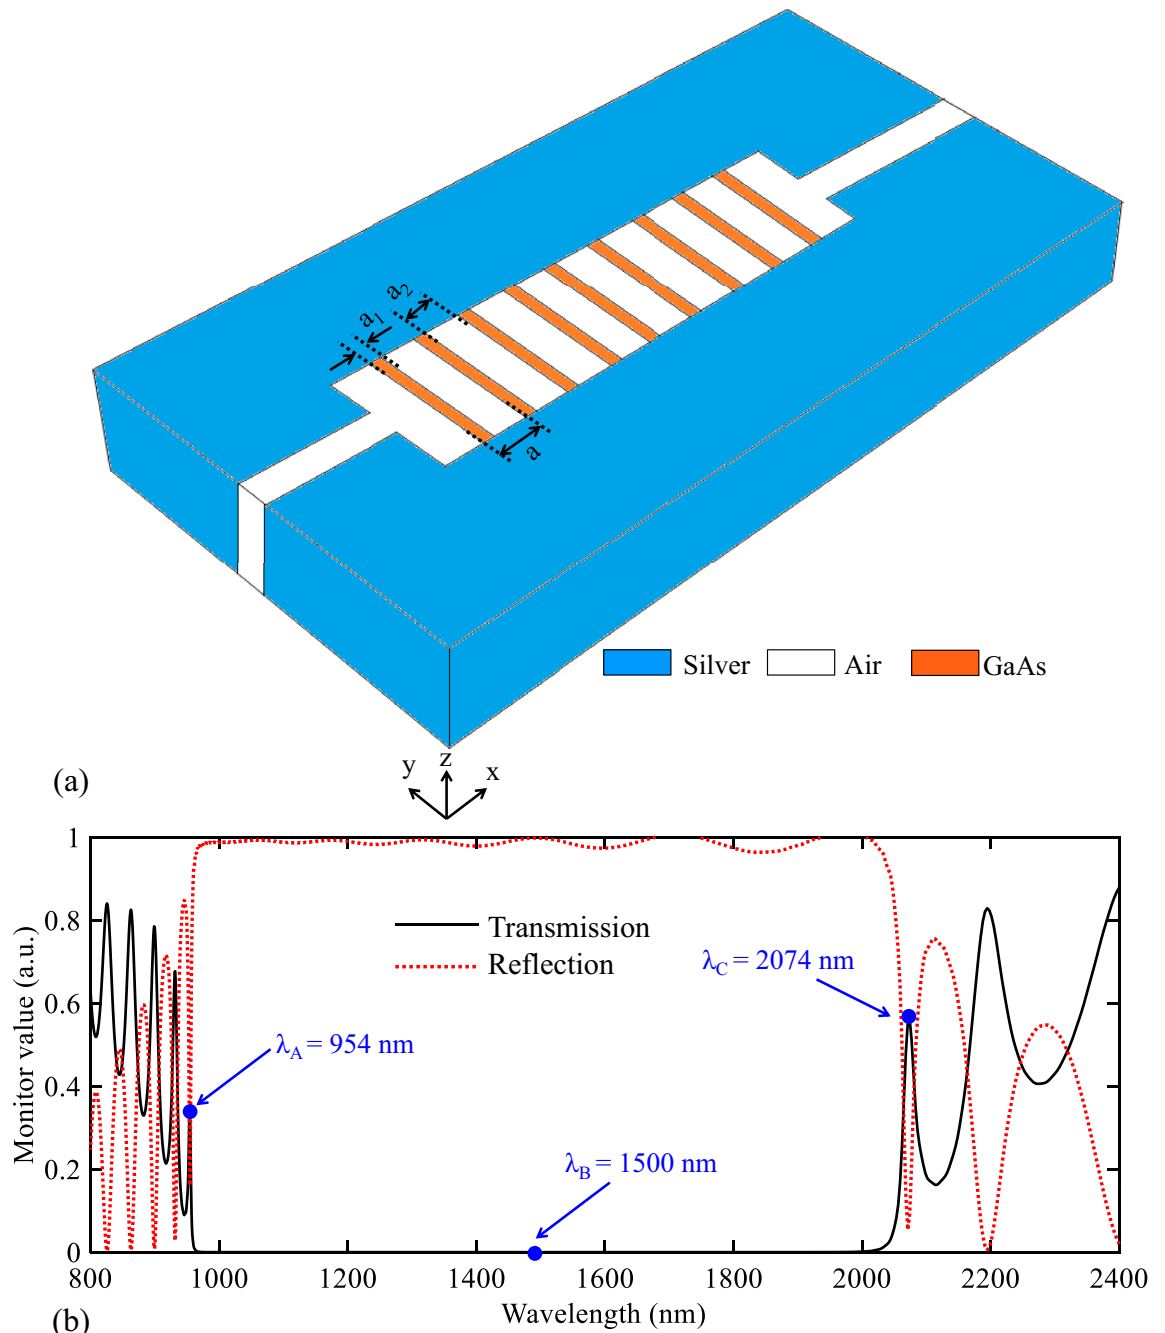 a₂
a₁
a
Silver
Air
GaAs
y
z
x
(a)
1
0.8
0.6
0.4
0.2
0
Monitor value (a.u.)
Transmission
Reflection
λC = 2074 nm
λA = 954 nm
λB = 1500 nm
800 1000 1200 1400 1600 1800 2000 2200 2400
Wavelength (nm)
(b)